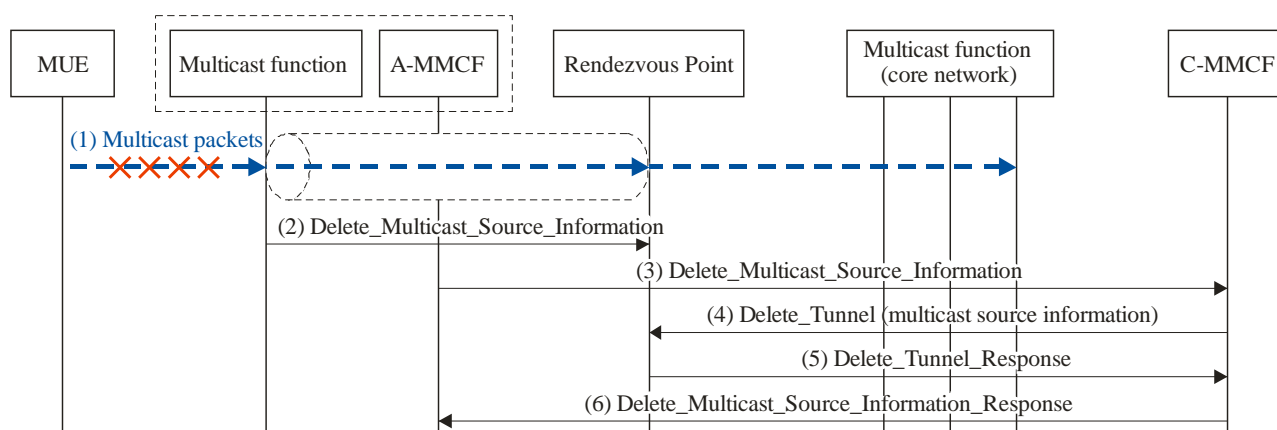 MUE
Multicast function
A-MMCF
Rendezvous Point
Multicast function
(core network)
C-MMCF
(1) Multicast packets
(2) Delete_Multicast_Source_Information
(3) Delete_Multicast_Source_Information
(4) Delete_Tunnel (multicast source information)
(5) Delete_Tunnel_Response
(6) Delete_Multicast_Source_Information_Response